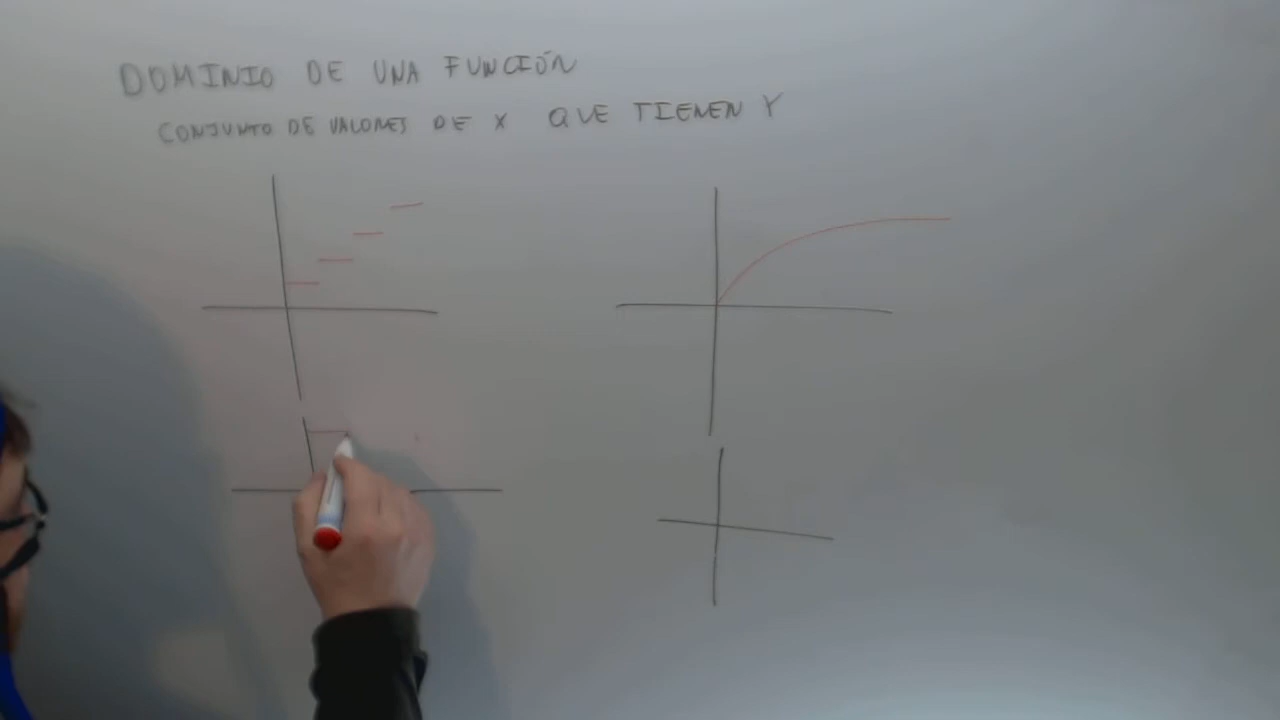 DOMINIO DE UNA FUNCIÓN
CONJUNTO DE VALORES DE X QUE TIENEN Y